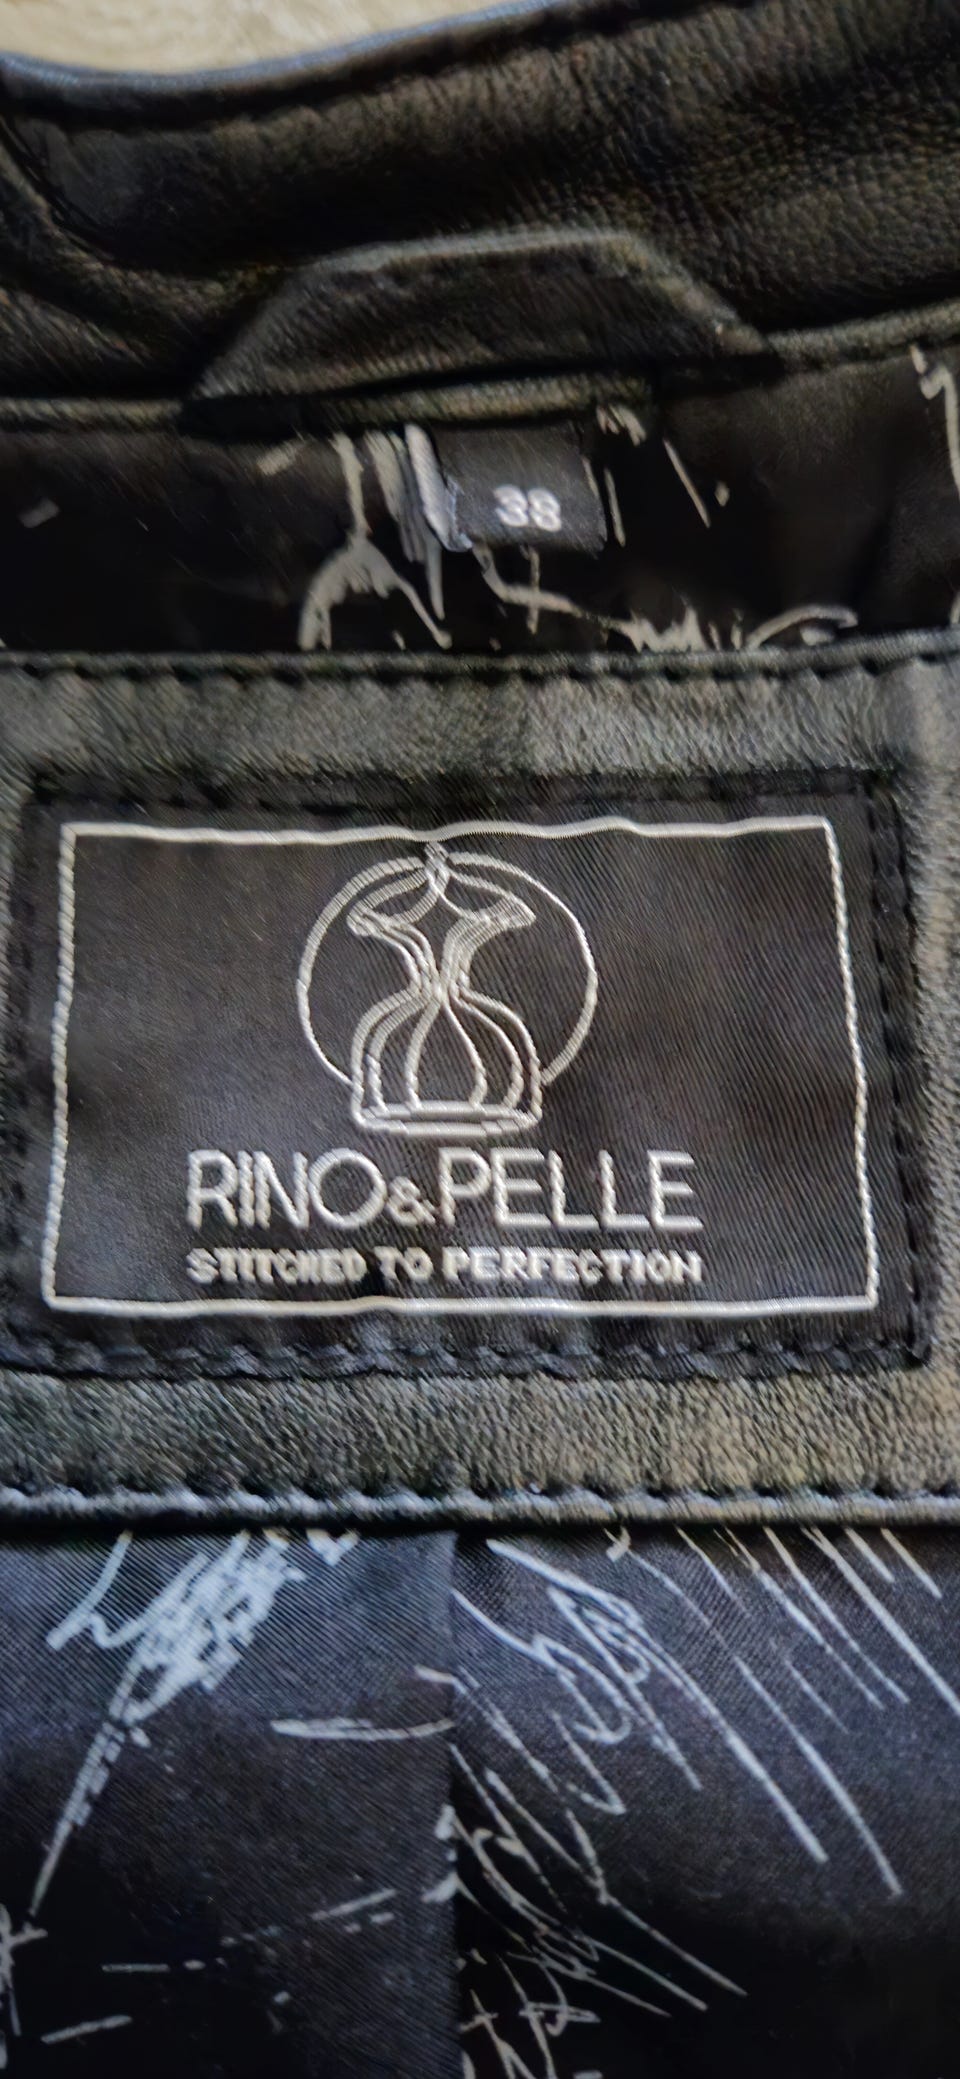 38
RINO&PELLE
STITCHED TO PERFECTION